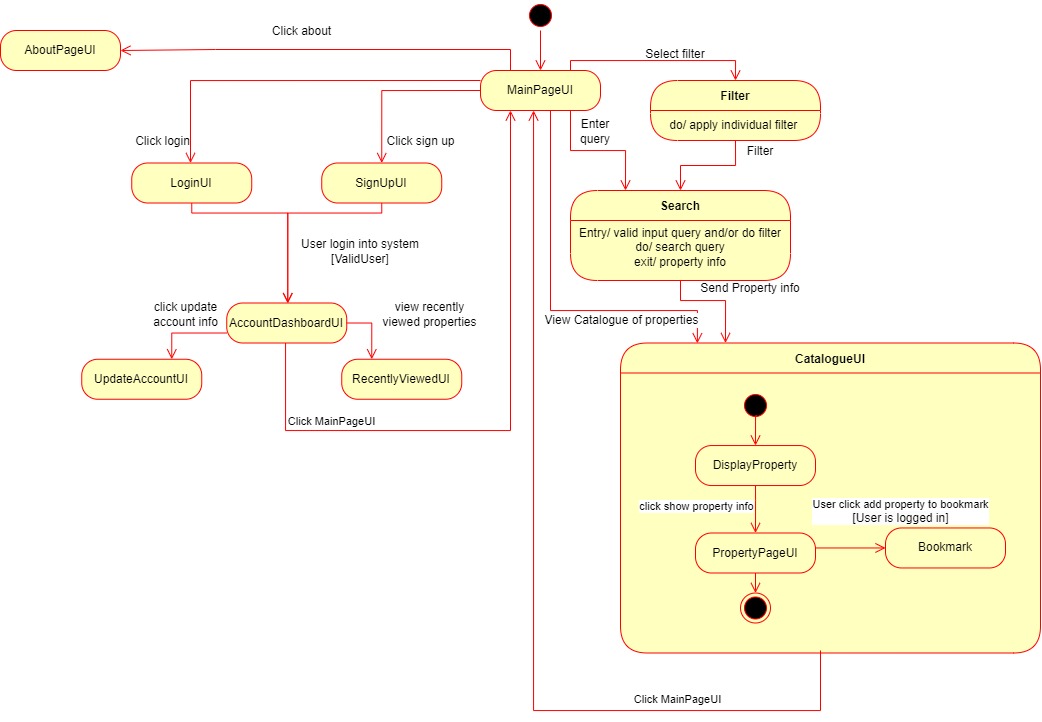 Click about
AboutPageUI
Select filter
MainPageUI
Filter
do/ apply individual filter
Enter
query
Click login
Click sign up
Filter
LoginUI
SignUpUI
Search
Entry/ valid input query and/or do filter
do/ search query
exit/ property info
User login into system
[ValidUser]
Send Property info
click update
account info
view recently
viewed properties
AccountDashboardUI
View Catalogue of properties
CatalogueUI
UpdateAccountUI
RecentlyViewedUI
Click MainPageUI
DisplayProperty
click show property info
User click add property to bookmark
[User is logged in]
PropertyPageUI
Bookmark
Click MainPageUI